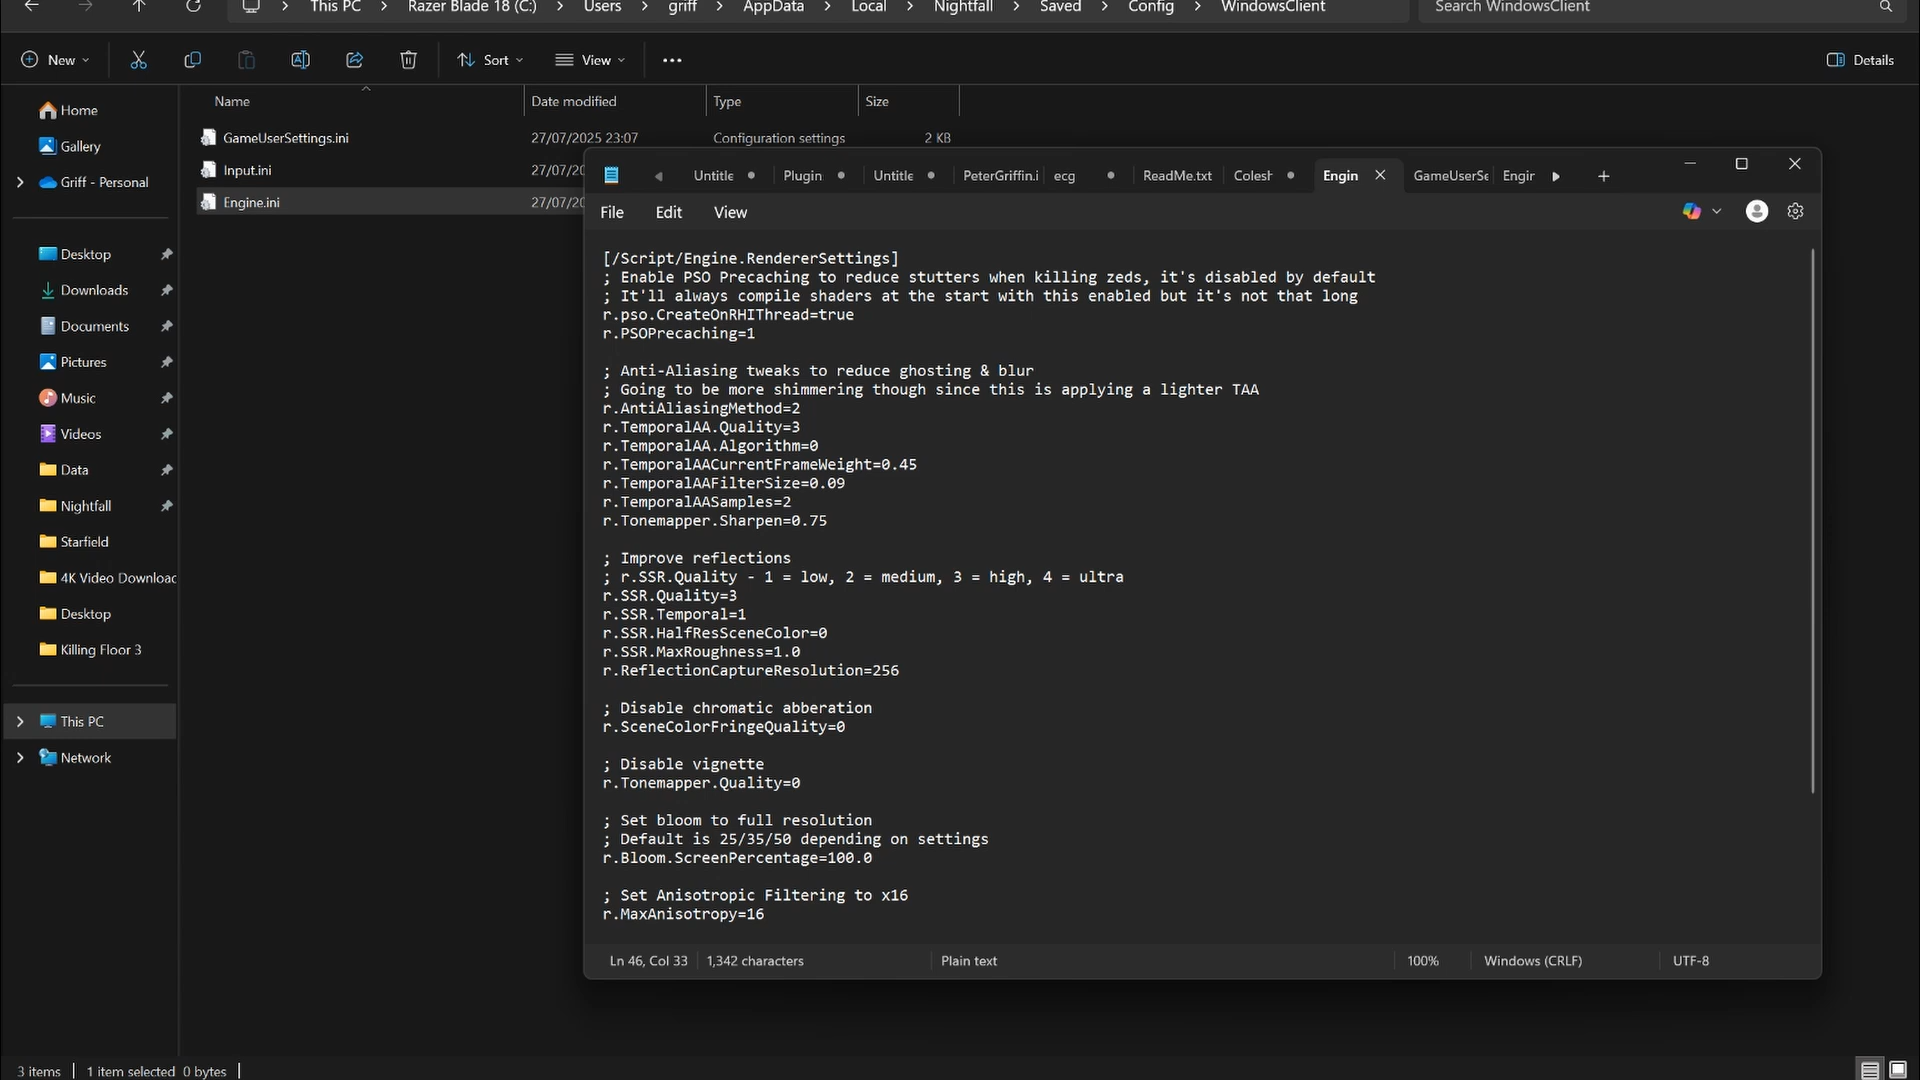 This PC > Razer Blade 18 (C:) > Users > griff > AppData > Local > Nightfall > Saved > Config > WindowsClient
Search WindowsClient
New
Sort
View
Details
Name
Date modified
Type
Size
GameUserSettings.ini
27/07/2025 23:07
Configuration settings
2 KB
Input.ini
27/07/20
Engine.ini
27/07/20
Home
Gallery
Griff - Personal
Desktop
Downloads
Documents
Pictures
Music
Videos
Data
Nightfall
Starfield
4K Video Downloac
Desktop
Killing Floor 3
This PC
Network
Untitle
Plugin
Untitle
PeterGriffin.i
ecg
ReadMe.txt
Colesh
Engin
GameUserSe
Engir
File
Edit
View
[/Script/Engine.RendererSettings]
; Enable PSO Precaching to reduce stutters when killing zeds, it's disabled by default
; It'll always compile shaders at the start with this enabled but it's not that long
r.pso.CreateOnRHIThread=true
r.PSOPrecaching=1
; Anti-Aliasing tweaks to reduce ghosting & blur
; Going to be more shimmering though since this is applying a lighter TAA
r.AntiAliasingMethod=2
r.TemporalAA.Quality=3
r.TemporalAA.Algorithm=0
r.TemporalAACurrentFrameWeight=0.45
r.TemporalAAFilterSize=0.09
r.TemporalAASamples=2
r.Tonemapper.Sharpen=0.75
; Improve reflections
; r.SSR.Quality - 1 = low, 2 = medium, 3 = high, 4 = ultra
r.SSR.Quality=3
r.SSR.Temporal=1
r.SSR.HalfResSceneColor=0
r.SSR.MaxRoughness=1.0
r.ReflectionCaptureResolution=256
; Disable chromatic abberation
r.SceneColorFringeQuality=0
; Disable vignette
r.Tonemapper.Quality=0
; Set bloom to full resolution
; Default is 25/35/50 depending on settings
r.Bloom.ScreenPercentage=100.0
; Set Anisotropic Filtering to x16
r.MaxAnisotropy=16
Ln 46, Col 33
1,342 characters
Plain text
100%
Windows (CRLF)
UTF-8
3 items
1 item selected 0 bytes